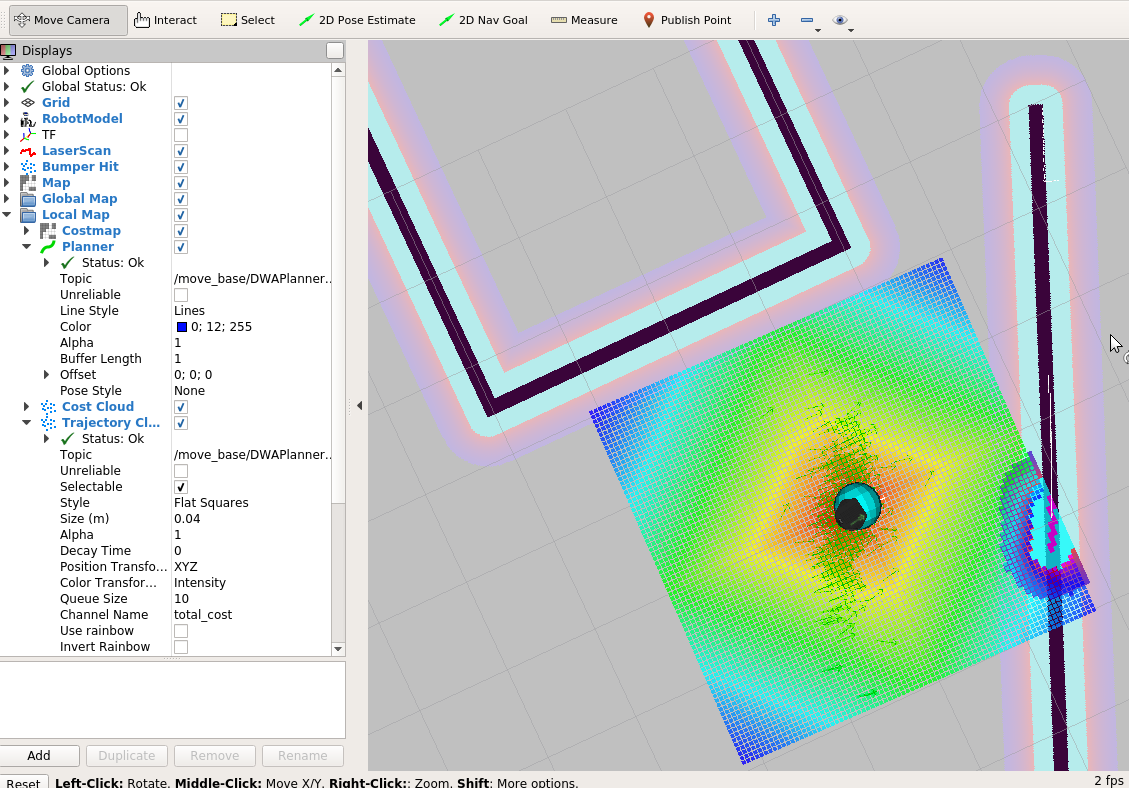 Move Camera Interact Select 2D Pose Estimate 2D Nav Goal Measure Publish Point
Displays
Global Options
Global Status: Ok
Grid
RobotModel
TF
LaserScan
Bumper Hit
Map
Global Map
Local Map
Costmap
Planner
Status: Ok
Topic /move_base/DWAPlanner...
Unreliable
Line Style Lines
Color 0; 12; 255
Alpha 1
Buffer Length 1
Offset 0; 0; 0
Pose Style None
Cost Cloud
Trajectory Cl...
Status: Ok
Topic /move_base/DWAPlanner...
Unreliable
Selectable
Style Flat Squares
Size (m) 0.04
Alpha 1
Decay Time 0
Position Transfo... XYZ
Color Transfor... Intensity
Queue Size 10
Channel Name total_cost
Use rainbow
Invert Rainbow
Add Duplicate Remove Rename
Reset Left-Click: Rotate. Middle-Click: Move X/Y. Right-Click:: Zoom. Shift: More options. 2 fps